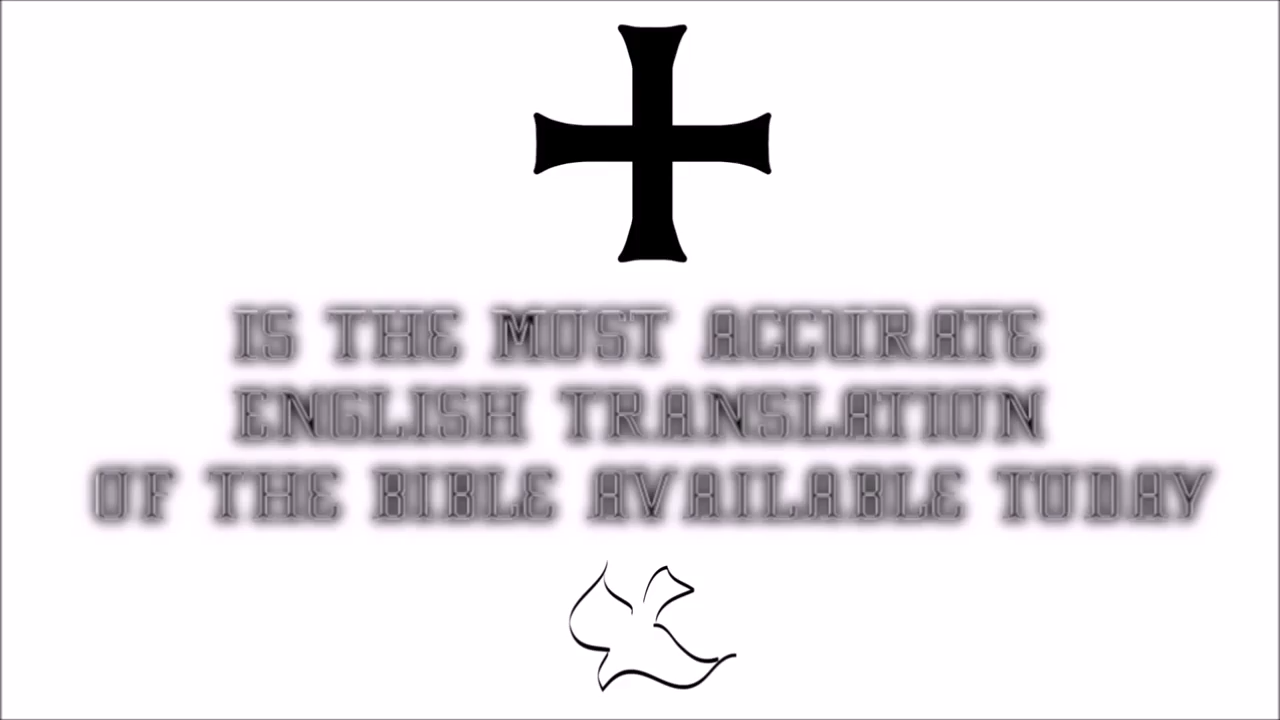 IS THE MOST ACCURATE
ENGLISH TRANSLATION
OF THE BIBLE AVAILABLE TODAY